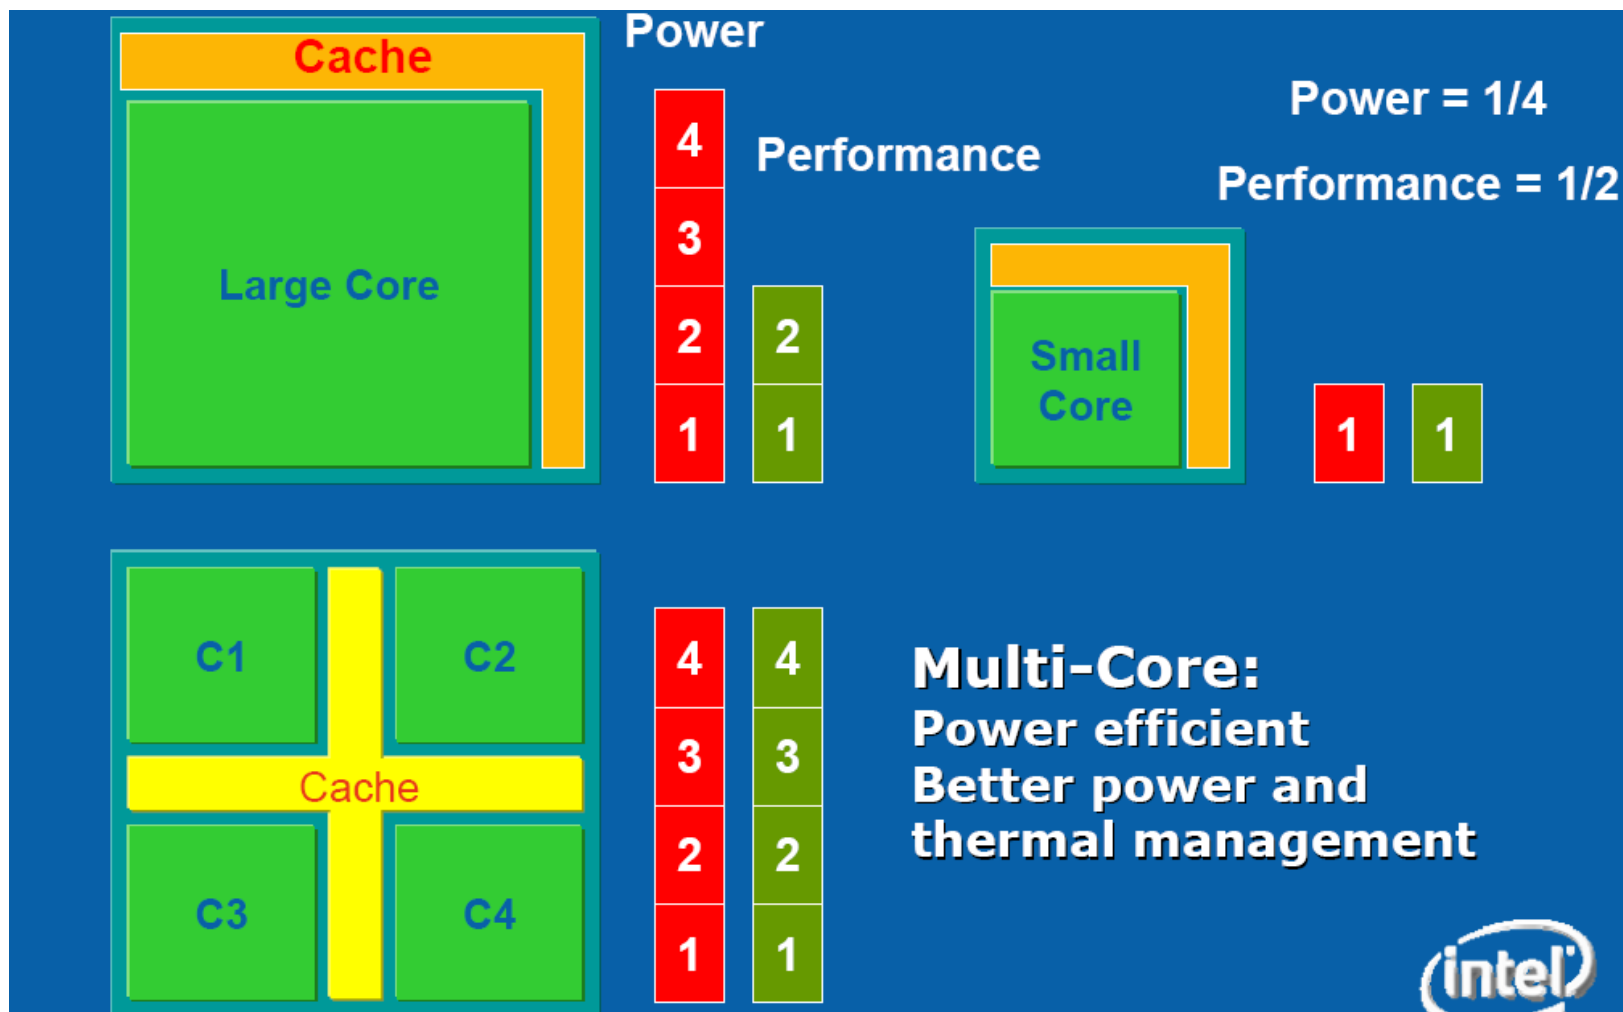 Cache
Large Core
Power
4
3
2
1
Performance
2
1
Power = 1/4
Performance = 1/2
Small
Core
1
1
C1
C2
Cache
C3
C4
4
3
2
1
4
3
2
1
Multi-Core:
Power efficient
Better power and
thermal management
intel